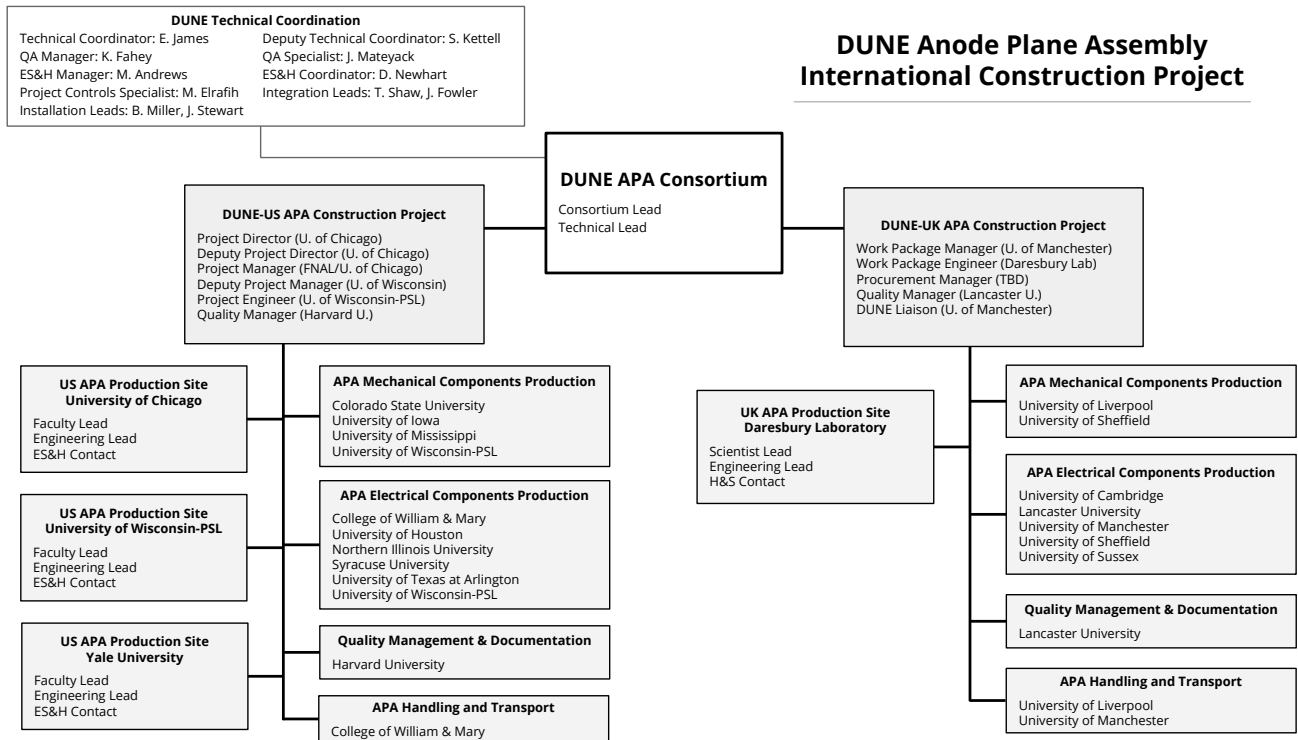 DUNE Technical Coordination
Technical Coordinator: E. James
QA Manager: K. Fahey
ES&H Manager: M. Andrews
Project Controls Specialist: M. Elrafih
Installation Leads: B. Miller, J. Stewart
Deputy Technical Coordinator: S. Kettell
QA Specialist: J. Mateyack
ES&H Coordinator: D. Newhart
Integration Leads: T. Shaw, J. Fowler
DUNE Anode Plane Assembly
International Construction Project
DUNE APA Consortium
Consortium Lead
Technical Lead
DUNE-US APA Construction Project
Project Director (U. of Chicago)
Deputy Project Director (U. of Chicago)
Project Manager (FNAL/U. of Chicago)
Deputy Project Manager (U. of Wisconsin)
Project Engineer (U. of Wisconsin-PSL)
Quality Manager (Harvard U.)
DUNE-UK APA Construction Project
Work Package Manager (U. of Manchester)
Work Package Engineer (Daresbury Lab)
Procurement Manager (TBD)
Quality Manager (Lancaster U.)
DUNE Liaison (U. of Manchester)
US APA Production Site
University of Chicago
Faculty Lead
Engineering Lead
ES&H Contact
US APA Production Site
University of Wisconsin-PSL
Faculty Lead
Engineering Lead
ES&H Contact
US APA Production Site
Yale University
Faculty Lead
Engineering Lead
ES&H Contact
APA Mechanical Components Production
Colorado State University
University of Iowa
University of Mississippi
University of Wisconsin-PSL
APA Electrical Components Production
College of William & Mary
University of Houston
Northern Illinois University
Syracuse University
University of Texas at Arlington
University of Wisconsin-PSL
Quality Management & Documentation
Harvard University
APA Handling and Transport
College of William & Mary
UK APA Production Site
Daresbury Laboratory
Scientist Lead
Engineering Lead
H&S Contact
APA Mechanical Components Production
University of Liverpool
University of Sheffield
APA Electrical Components Production
University of Cambridge
Lancaster University
University of Manchester
University of Sheffield
University of Sussex
Quality Management & Documentation
Lancaster University
APA Handling and Transport
University of Liverpool
University of Manchester